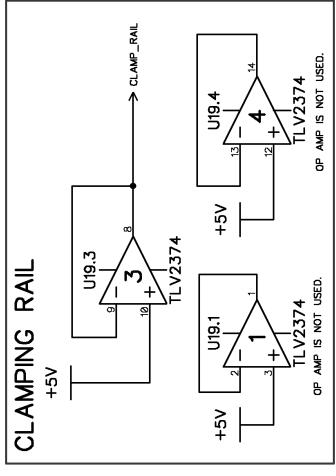 CLAMPING RAIL
+5V
U19.3
9
10
3
8
CLAMP_RAIL
TLV2374
+5V
U19.1
2
3
1
1
TLV2374
OP AMP IS NOT USED.
+5V
U19.4
13
12
4
14
TLV2374
OP AMP IS NOT USED.